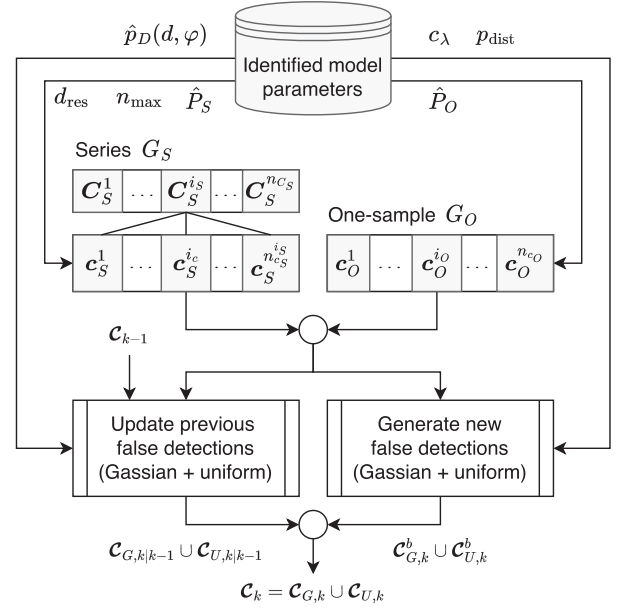 p̂_D(d, φ)
c_λ p_dist
Identified model
parameters
d_res n_max P̂_S
P̂_O
Series G_S
C_S^1 ... C_S^{i_S} ... C_S^{n_{C_S}}
One-sample G_O
c_S^1 ... c_S^{i_c} ... c_S^{n_{c_S}^{i_S}}
c_O^1 ... c_O^{i_O} ... c_O^{n_{c_O}}
𝓒_{k−1}
Update previous
false detections
(Gassian + uniform)
Generate new
false detections
(Gassian + uniform)
𝓒_{G,k|k−1} ∪ 𝓒_{U,k|k−1}
𝓒_{G,k}^b ∪ 𝓒_{U,k}^b
𝓒_k = 𝓒_{G,k} ∪ 𝓒_{U,k}